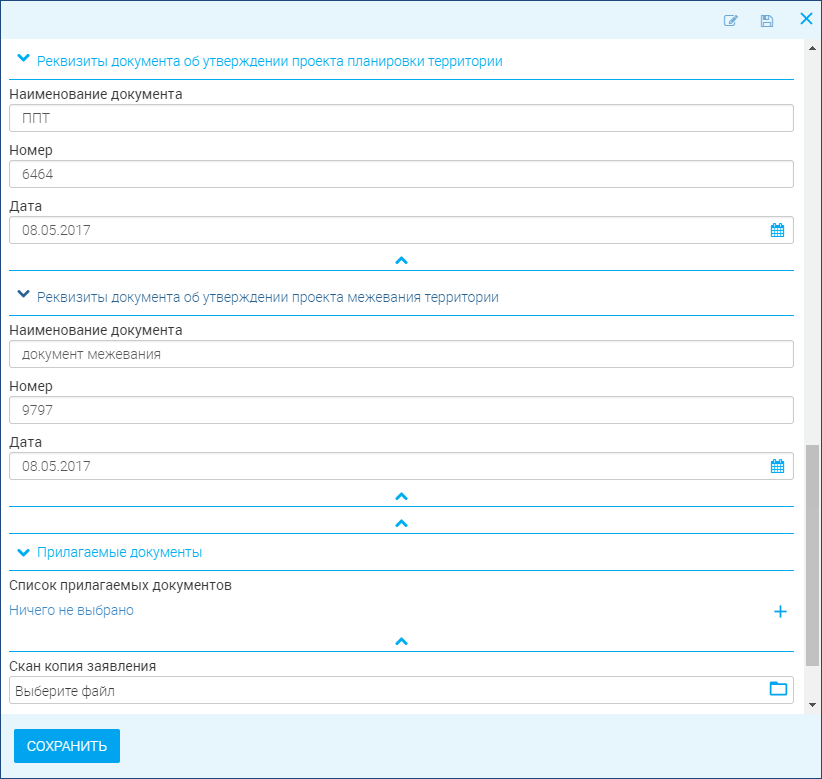 Реквизиты документа об утверждении проекта планировки территории
Наименование документа
ППТ
Номер
6464
Дата
08.05.2017
Реквизиты документа об утверждении проекта межевания территории
Наименование документа
документ межевания
Номер
9797
Дата
08.05.2017
Прилагаемые документы
Список прилагаемых документов
Ничего не выбрано
Скан копия заявления
Выберите файл
СОХРАНИТЬ